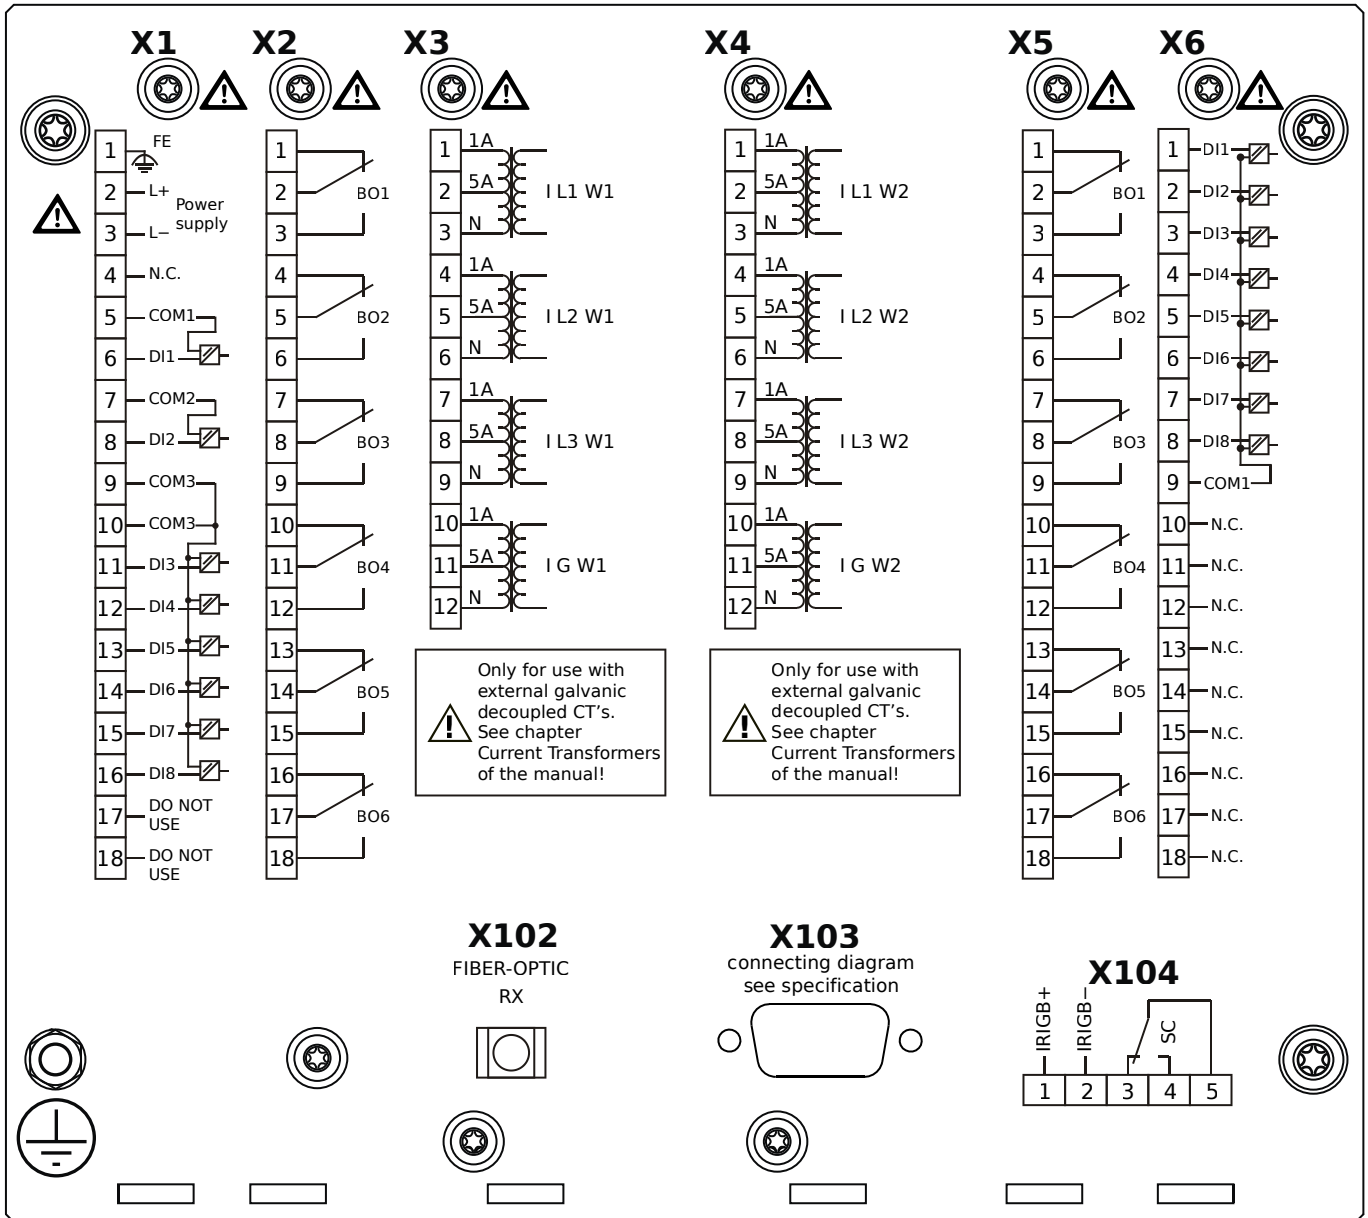 X1 X2 X3 X4 X5 X6
1 FE
2 L+
Power
supply
3 L−
4 N.C.
5 COM1
6 DI1
7 COM2
8 DI2
9 COM3
10 COM3
11 DI3
12 DI4
13 DI5
14 DI6
15 DI7
16 DI8
17 DO NOT
USE
18 DO NOT
USE
1
2 BO1
3
4
5 BO2
6
7
8 BO3
9
10
11 BO4
12
13
14 BO5
15
16
17 BO6
18
1 1A
2 5A I L1 W1
3 N
4 1A
5 5A I L2 W1
6 N
7 1A
8 5A I L3 W1
9 N
10 1A
11 5A I G W1
12 N
Only for use with
external galvanic
decoupled CT's.
See chapter
Current Transformers
of the manual!
1 1A
2 5A I L1 W2
3 N
4 1A
5 5A I L2 W2
6 N
7 1A
8 5A I L3 W2
9 N
10 1A
11 5A I G W2
12 N
Only for use with
external galvanic
decoupled CT's.
See chapter
Current Transformers
of the manual!
1
2 BO1
3
4
5 BO2
6
7
8 BO3
9
10
11 BO4
12
13
14 BO5
15
16
17 BO6
18
1 DI1
2 DI2
3 DI3
4 DI4
5 DI5
6 DI6
7 DI7
8 DI8
9 COM1
10 N.C.
11 N.C.
12 N.C.
13 N.C.
14 N.C.
15 N.C.
16 N.C.
17 N.C.
18 N.C.
X102
FIBER-OPTIC
RX
X103
connecting diagram
see specification
X104
IRIGB+
IRIGB−
SC
1 2 3 4 5